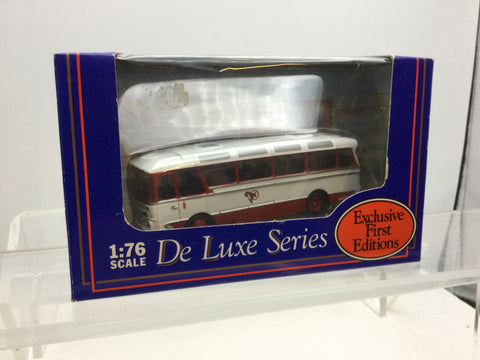 1:76
SCALE
De Luxe Series
Exclusive
First
Editions